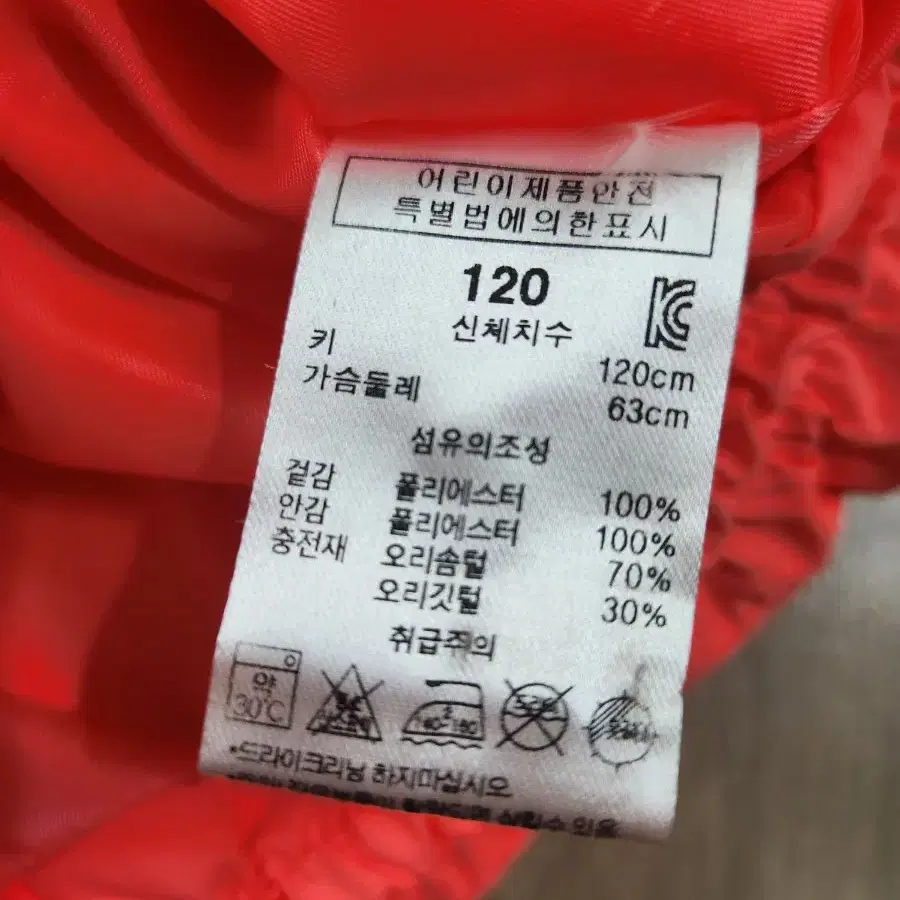 어린이제품안전
특별법에의한표시
120
신체치수
키 120cm
가슴둘레 63cm
섬유의조성
겉감 폴리에스터 100%
안감 폴리에스터 100%
충전재 오리솜털 70%
오리깃털 30%
취급주의
약
30℃
*드라이크리닝 하지마십시오